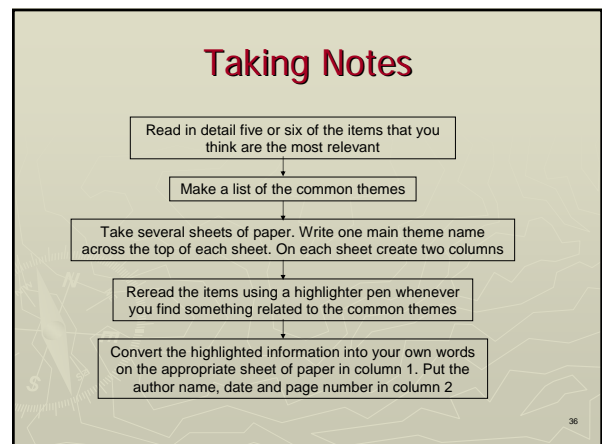 Taking Notes
Read in detail five or six of the items that you
think are the most relevant
Make a list of the common themes
Take several sheets of paper. Write one main theme name
across the top of each sheet. On each sheet create two columns
Reread the items using a highlighter pen whenever
you find something related to the common themes
Convert the highlighted information into your own words
on the appropriate sheet of paper in column 1. Put the
author name, date and page number in column 2
N
S
36